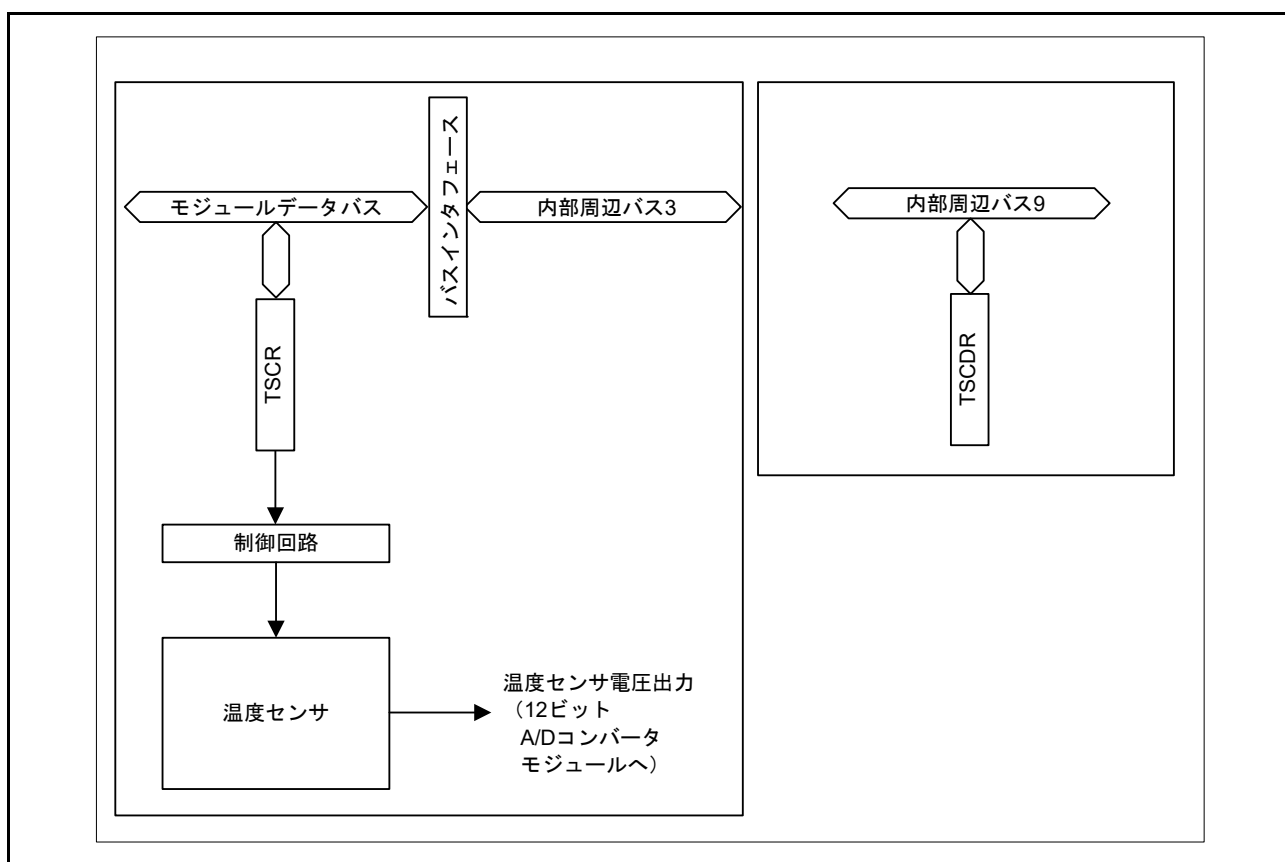 バスインタフェース
モジュールデータバス
内部周辺バス3
内部周辺バス9
TSCR
TSCDR
制御回路
温度センサ
温度センサ電圧出力
（12ビット
A/Dコンバータ
モジュールへ）